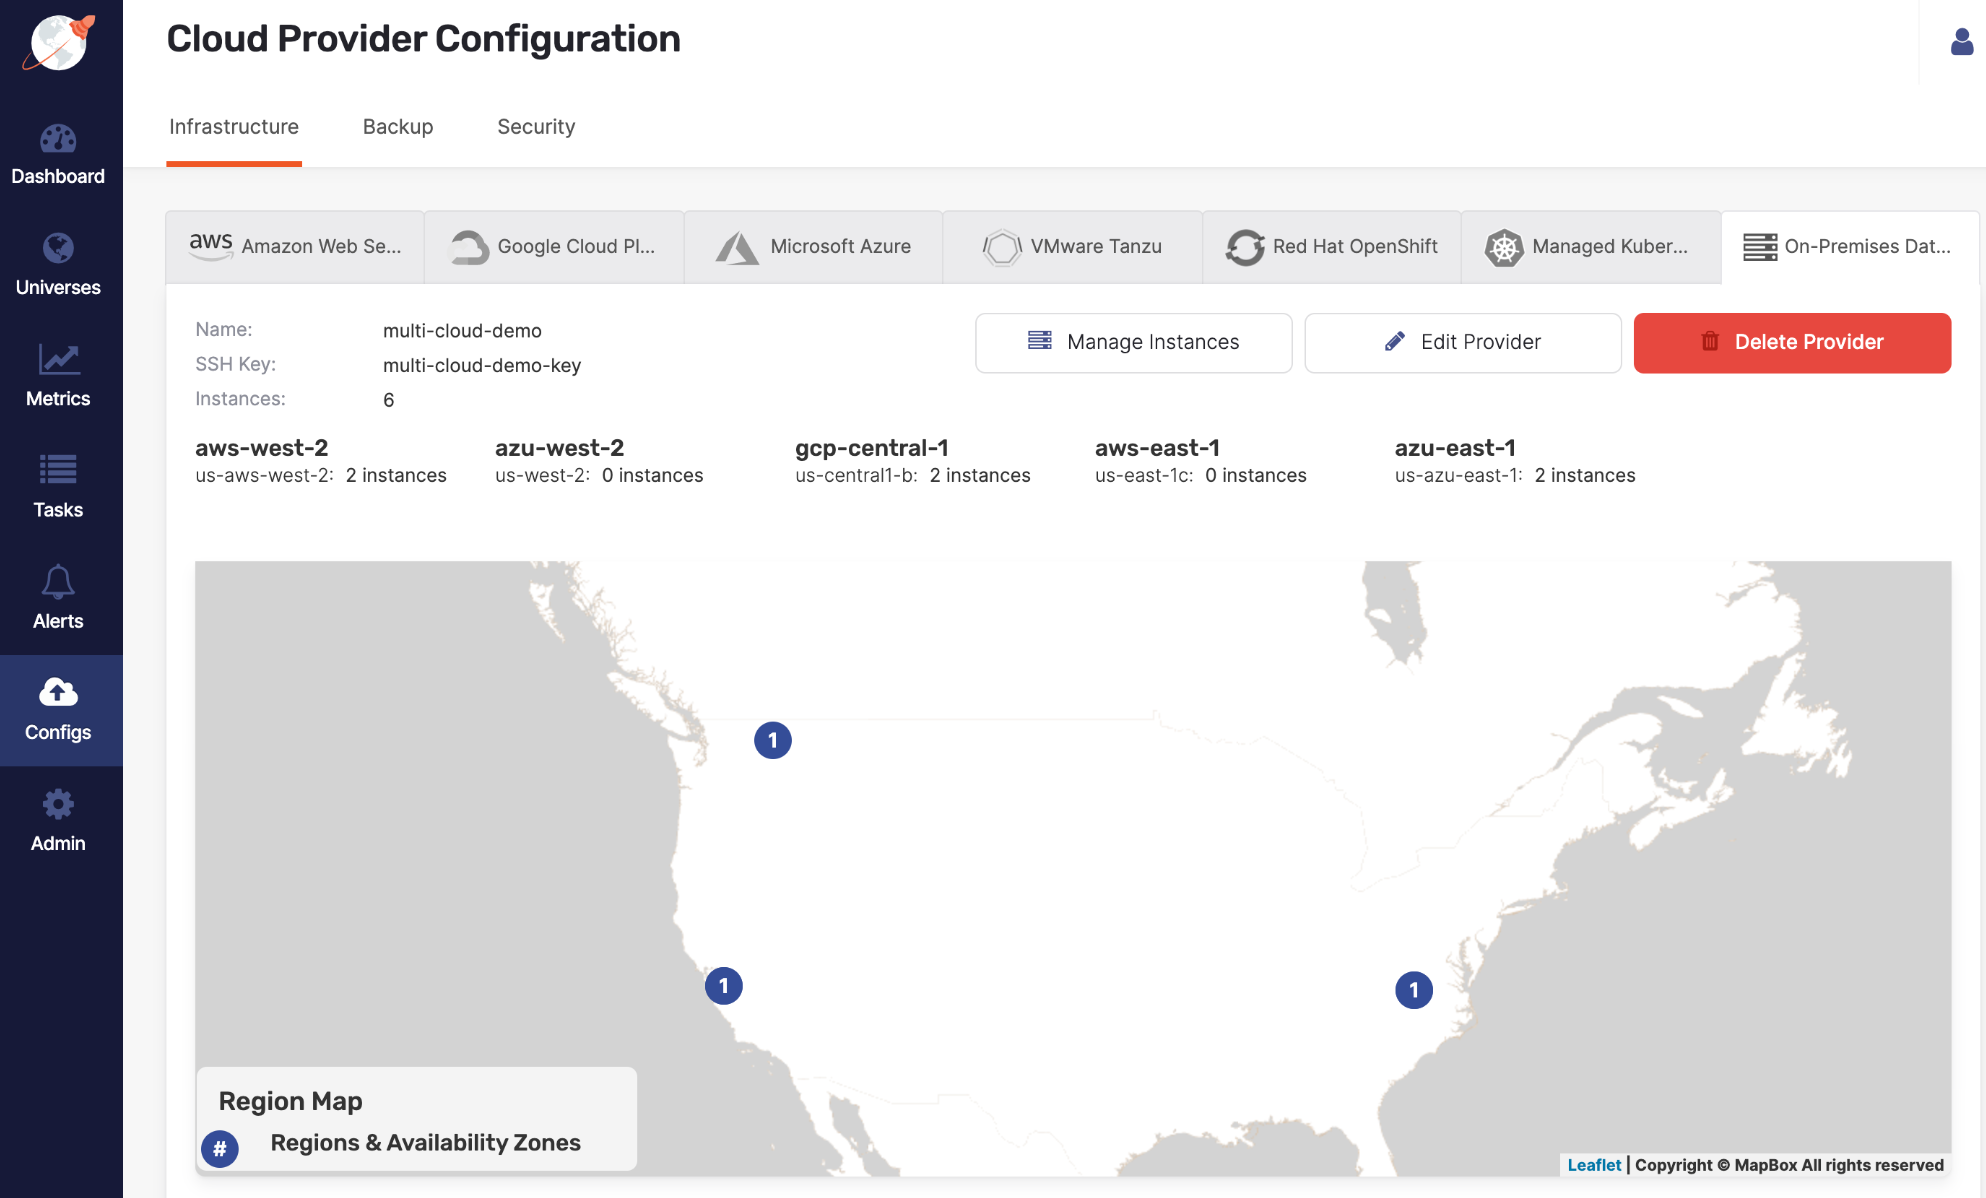 Cloud Provider Configuration
Infrastructure Backup Security
Dashboard
Universes
Metrics
Tasks
Alerts
Configs
Admin
aws Amazon Web Se...
Google Cloud Pl...
Microsoft Azure
VMware Tanzu
Red Hat OpenShift
Managed Kuber...
On-Premises Dat...
Name: multi-cloud-demo
SSH Key: multi-cloud-demo-key
Instances: 6
Manage Instances
Edit Provider
Delete Provider
aws-west-2
us-aws-west-2: 2 instances
azu-west-2
us-west-2: 0 instances
gcp-central-1
us-central1-b: 2 instances
aws-east-1
us-east-1c: 0 instances
azu-east-1
us-azu-east-1: 2 instances
1
1
1
Region Map
# Regions & Availability Zones
Leaflet | Copyright © MapBox All rights reserved